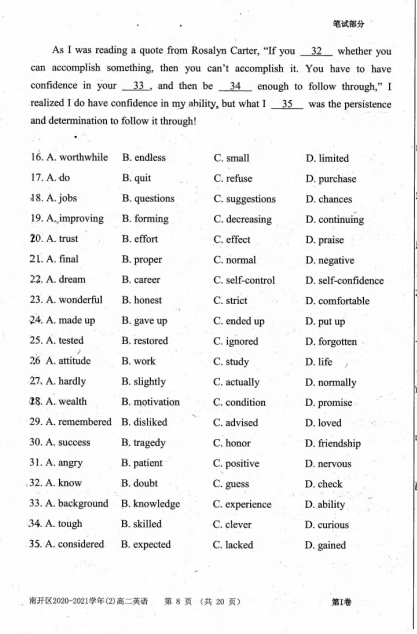 笔试部分
As I was reading a quote from Rosalyn Carter, “If you 32 whether you
can accomplish something, then you can't accomplish it. You have to have
confidence in your 33 , and then be 34 enough to follow through,” I
realized I do have confidence in my ability, but what I 35 was the persistence
and determination to follow it through!
16. A. worthwhile B. endless C. small D. limited
17. A. do B. quit C. refuse D. purchase
18. A. jobs B. questions C. suggestions D. chances
19. A. improving B. forming C. decreasing D. continuing
20. A. trust B. effort C. effect D. praise
21. A. final B. proper C. normal D. negative
22. A. dream B. career C. self-control D. self-confidence
23. A. wonderful B. honest C. strict D. comfortable
24. A. made up B. gave up C. ended up D. put up
25. A. tested B. restored C. ignored D. forgotten
26 A. attitude B. work C. study D. life
27. A. hardly B. slightly C. actually D. normally
28. A. wealth B. motivation C. condition D. promise
29. A. remembered B. disliked C. advised D. loved
30. A. success B. tragedy C. honor D. friendship
31. A. angry B. patient C. positive D. nervous
32. A. know B. doubt C. guess D. check
33. A. background B. knowledge C. experience D. ability
34. A. tough B. skilled C. clever D. curious
35. A. considered B. expected C. lacked D. gained
南开区2020-2021学年(2)高二英语 第 8 页 （共 20 页） 第Ⅰ卷